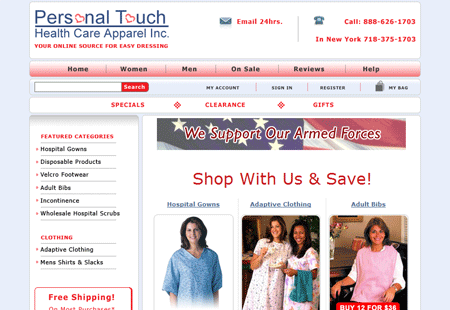 Personal Touch
Health Care Apparel Inc.
YOUR ONLINE SOURCE FOR EASY DRESSING
Email 24hrs.
Call: 888-626-1703
In New York 718-375-1703
Home Women Men On Sale Reviews Help
Search
MY ACCOUNT SIGN IN REGISTER MY BAG
SPECIALS CLEARANCE GIFTS
FEATURED CATEGORIES
Hospital Gowns
Disposable Products
Velcro Footwear
Adult Bibs
Incontinence
Wholesale Hospital Scrubs
CLOTHING
Adaptive Clothing
Mens Shirts & Slacks
Free Shipping!
On Most Purchases*
We Support Our Armed Forces
Shop With Us & Save!
Hospital Gowns Adaptive Clothing Adult Bibs
BUY 12 FOR $36